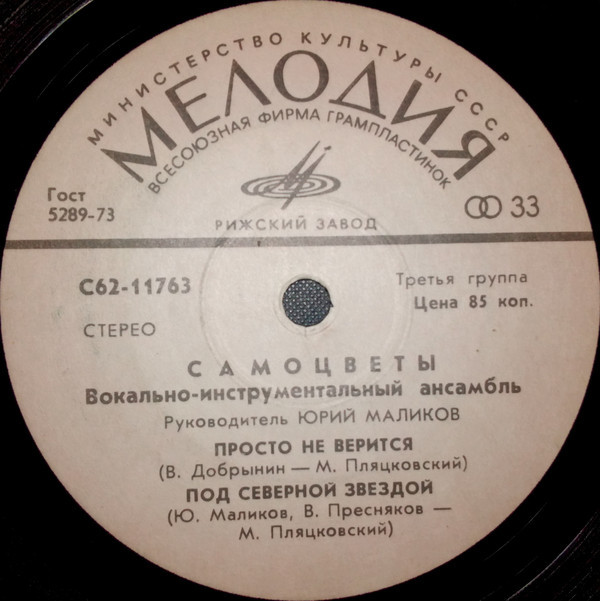 МИНИСТЕРСТВО КУЛЬТУРЫ СССР
МЕЛОДИЯ
ВСЕСОЮЗНАЯ ФИРМА ГРАМПЛАСТИНОК
Гост
5289-73
33
РИЖСКИЙ ЗАВОД
С62-11763
Третья группа
Цена 85 коп.
СТЕРЕО
САМОЦВЕТЫ
Вокально-инструментальный ансамбль
Руководитель ЮРИЙ МАЛИКОВ
ПРОСТО НЕ ВЕРИТСЯ
(В. Добрынин — М. Пляцковский)
ПОД СЕВЕРНОЙ ЗВЕЗДОЙ
(Ю. Маликов, В. Пресняков —
М. Пляцковский)